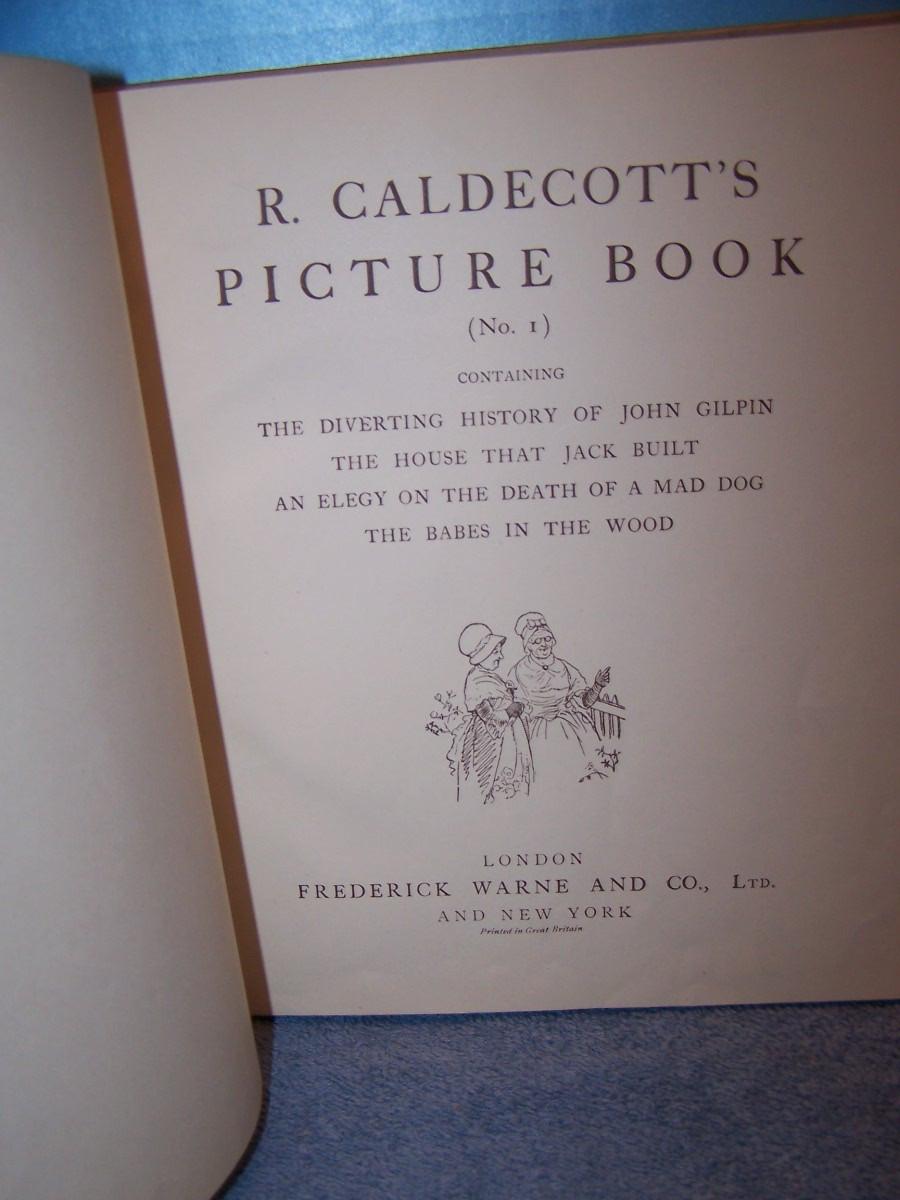 R. CALDECOTT'S
PICTURE BOOK
(No. 1)
CONTAINING
THE DIVERTING HISTORY OF JOHN GILPIN
THE HOUSE THAT JACK BUILT
AN ELEGY ON THE DEATH OF A MAD DOG
THE BABES IN THE WOOD
LONDON
FREDERICK WARNE AND CO., LTD.
AND NEW YORK
Printed in Great Britain